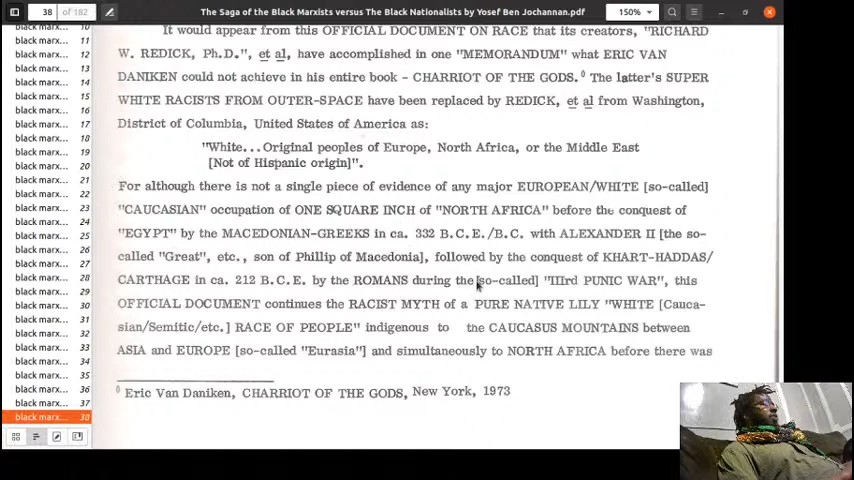 38 of 182
The Saga of the Black Marxists versus The Black Nationalists by Yosef Ben Jochannan.pdf
150%
black marx... 10
black marx... 11
black marx... 12
black marx... 13
black marx... 14
black marx... 15
black marx... 16
black marx... 17
black marx... 18
black marx... 19
black marx... 20
black marx... 21
black marx... 22
black marx... 23
black marx... 24
black marx... 25
black marx... 26
black marx... 27
black marx... 28
black marx... 30
black marx... 31
black marx... 32
black marx... 33
black marx... 34
black marx... 35
black marx... 36
black marx... 37
black marx... 38
It would appear from this OFFICIAL DOCUMENT ON RACE that its creators, "RICHARD
W. REDICK, Ph.D.", et al, have accomplished in one "MEMORANDUM" what ERIC VAN
DANIKEN could not achieve in his entire book - CHARRIOT OF THE GODS.◊ The latter's SUPER
WHITE RACISTS FROM OUTER-SPACE have been replaced by REDICK, et al from Washington,
District of Columbia, United States of America as:
"White...Original peoples of Europe, North Africa, or the Middle East
[Not of Hispanic origin]".
For although there is not a single piece of evidence of any major EUROPEAN/WHITE [so-called]
"CAUCASIAN" occupation of ONE SQUARE INCH of "NORTH AFRICA" before the conquest of
"EGYPT" by the MACEDONIAN-GREEKS in ca. 332 B.C.E./B.C. with ALEXANDER II [the so-
called "Great", etc., son of Phillip of Macedonia], followed by the conquest of KHART-HADDAS/
CARTHAGE in ca. 212 B.C.E. by the ROMANS during the [so-called] "IIIrd PUNIC WAR", this
OFFICIAL DOCUMENT continues the RACIST MYTH of a PURE NATIVE LILY "WHITE [Cauca-
sian/Semitic/etc.] RACE OF PEOPLE" indigenous to the CAUCASUS MOUNTAINS between
ASIA and EUROPE [so-called "Eurasia"] and simultaneously to NORTH AFRICA before there was
◊ Eric Van Daniken, CHARRIOT OF THE GODS, New York, 1973